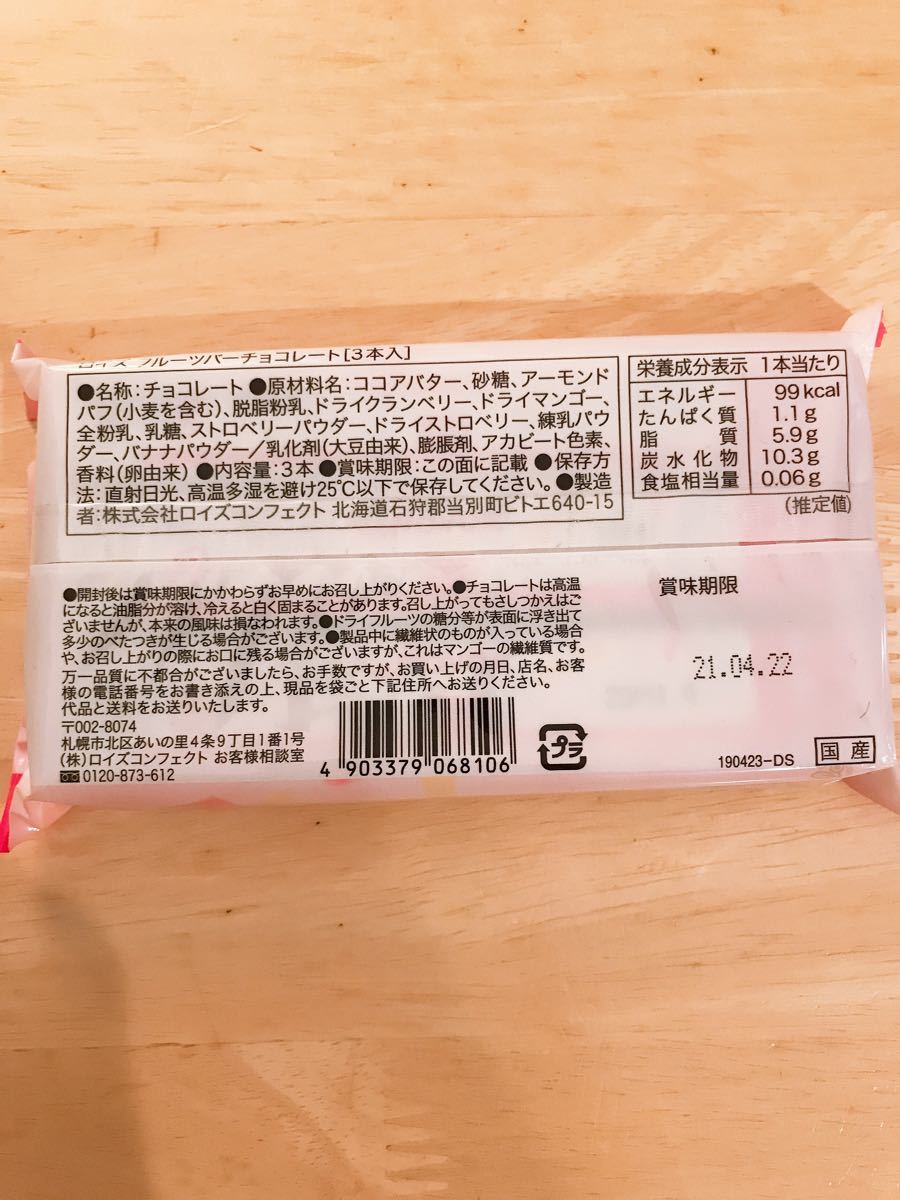 ロイズ フルーツバーチョコレート[3本入]
●名称：チョコレート ●原材料名：ココアバター、砂糖、アーモンド
パフ（小麦を含む）、脱脂粉乳、ドライクランベリー、ドライマンゴー、
全粉乳、乳糖、ストロベリーパウダー、ドライストロベリー、練乳パウ
ダー、バナナパウダー／乳化剤（大豆由来）、膨脹剤、アカビート色素、
香料（卵由来） ●内容量：3本 ●賞味期限：この面に記載 ●保存方
法：直射日光、高温多湿を避け25℃以下で保存してください。●製造
者：株式会社ロイズコンフェクト 北海道石狩郡当別町ビトエ640-15
栄養成分表示 1本当たり
エネルギー 99kcal
たんぱく質 1.1g
脂質 5.9g
炭水化物 10.3g
食塩相当量 0.06g
（推定値）
●開封後は賞味期限にかかわらずお早めにお召し上がりください。●チョコレートは高温
になると油脂分が溶け、冷えると白く固まることがあります。召し上がってもさしつかえはご
ざいませんが、本来の風味は損なわれます。●ドライフルーツの糖分等が表面に浮き出て
多少のべたつきが生じる場合がございます。●製品中に繊維状のものが入っている場合
や、お召し上がりの際にお口に残る場合がございますが、これはマンゴーの繊維質です。
万一品質に不都合がございましたら、お手数ですが、お買い上げの月日、店名、お客
様の電話番号をお書き添えの上、現品を袋ごと下記住所へお送りください。
代品と送料をお送りいたします。
〒002-8074
札幌市北区あいの里4条9丁目1番1号
（株）ロイズコンフェクト お客様相談室
0120-873-612
4 903379 068106
プラ
賞味期限
21.04.22
190423-DS
国産